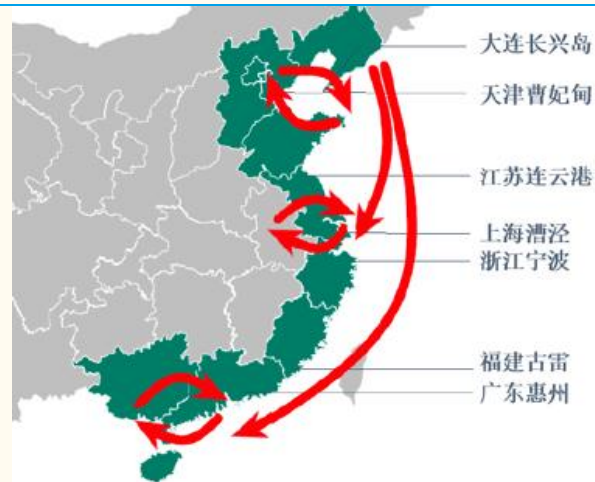 大连长兴岛
天津曹妃甸
江苏连云港
上海漕泾
浙江宁波
福建古雷
广东惠州